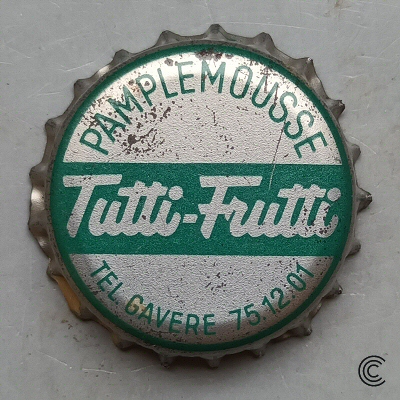 PAMPLEMOUSSE
Tutti-Frutti
TEL GAVERE 75.12.01